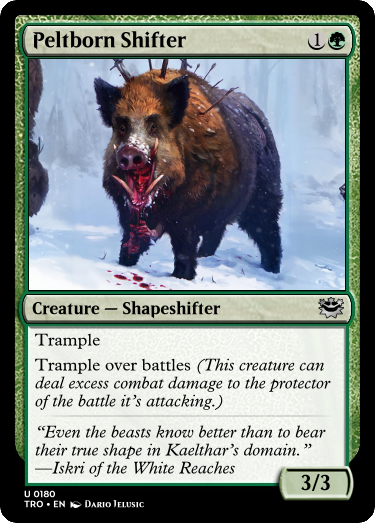 Peltborn Shifter 1
Creature — Shapeshifter
Trample
Trample over battles (This creature can
deal excess combat damage to the protector
of the battle it's attacking.)
“Even the beasts know better than to bear
their true shape in Kaelthar's domain.”
—Iskri of the White Reaches
3/3
U 0180
TRO • EN Dario Jelusic